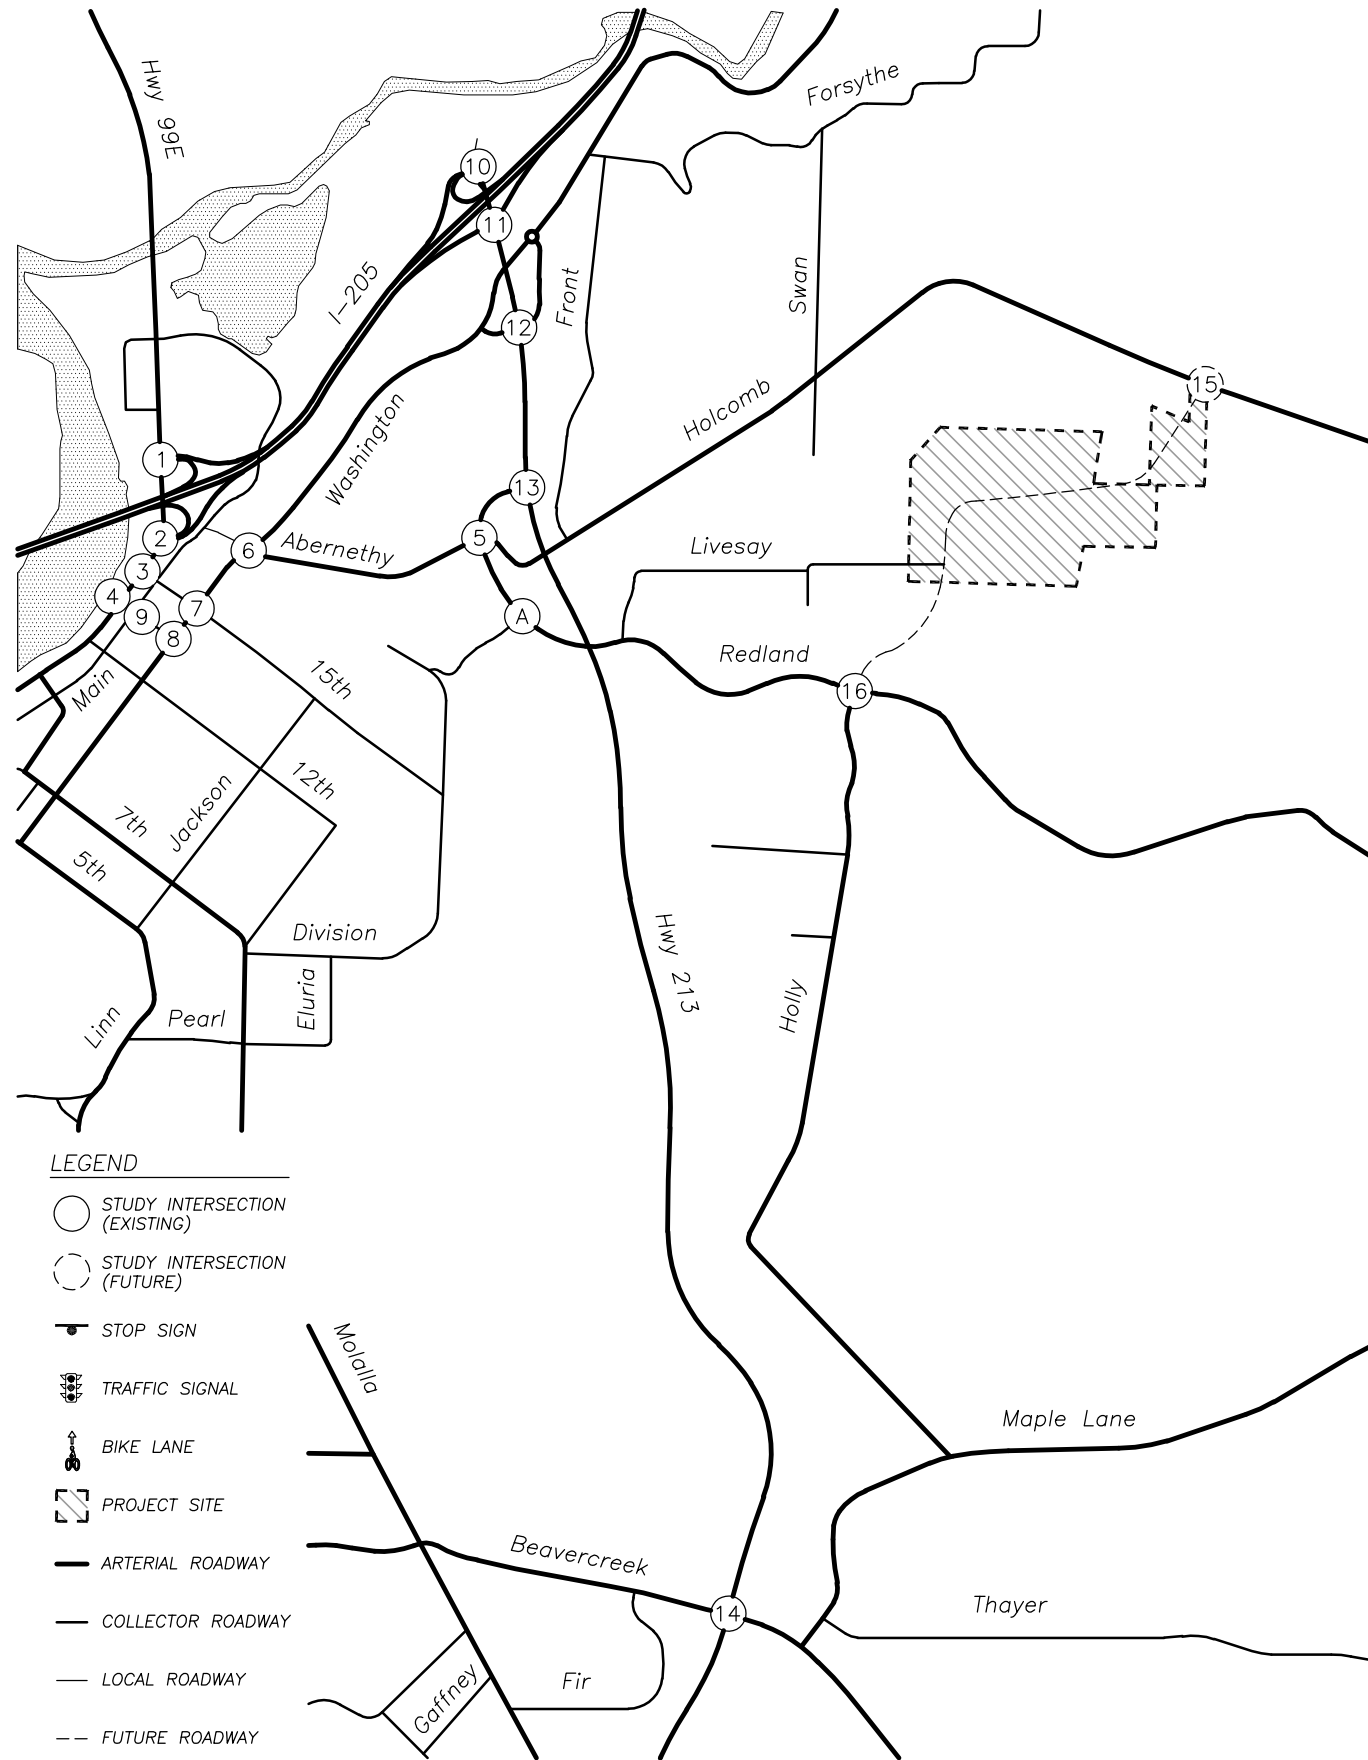 Hwy 99E
Forsythe
10
11
I-205
Front
Swan
12
15
Holcomb
Washington
1
13
2
5
6
Abernethy
Livesay
3
4
9
7
A
8
Redland
15th
Main
16
12th
Jackson
7th
5th
Division
Hwy 213
Eluria
Holly
Pearl
Linn
LEGEND
STUDY INTERSECTION
(EXISTING)
STUDY INTERSECTION
(FUTURE)
STOP SIGN
TRAFFIC SIGNAL
BIKE LANE
PROJECT SITE
ARTERIAL ROADWAY
COLLECTOR ROADWAY
LOCAL ROADWAY
FUTURE ROADWAY
Molalla
Maple Lane
Beavercreek
Thayer
14
Fir
Gaffney